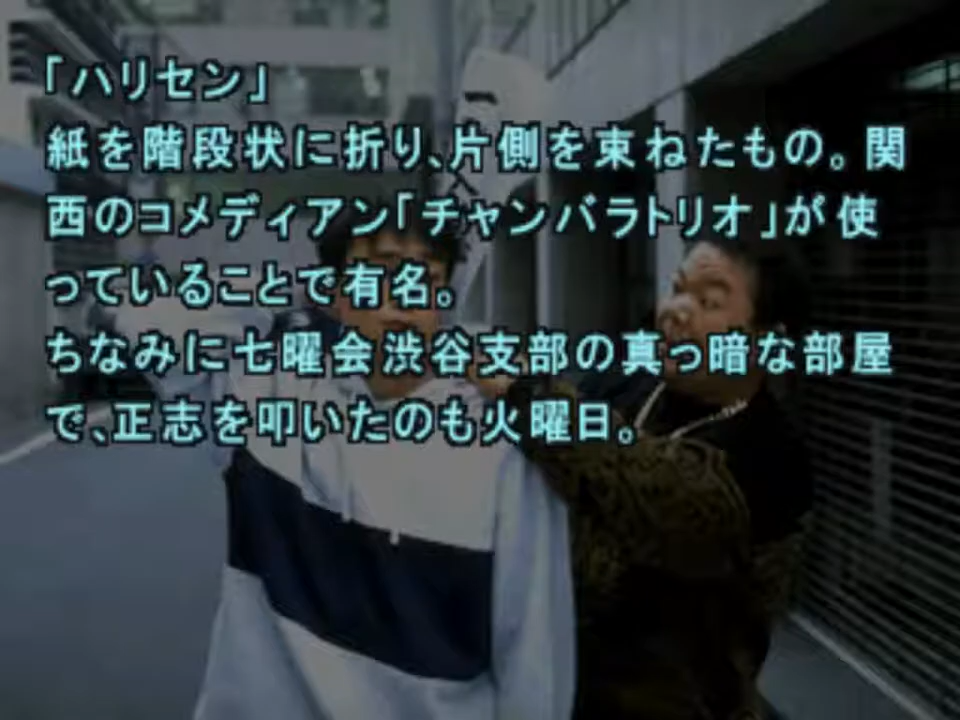 「ハリセン」
紙を階段状に折り、片側を束ねたもの。関
西のコメディアン「チャンバラトリオ」が使
っていることで有名。
ちなみに七曜会渋谷支部の真っ暗な部屋
で、正志を叩いたのも火曜日。